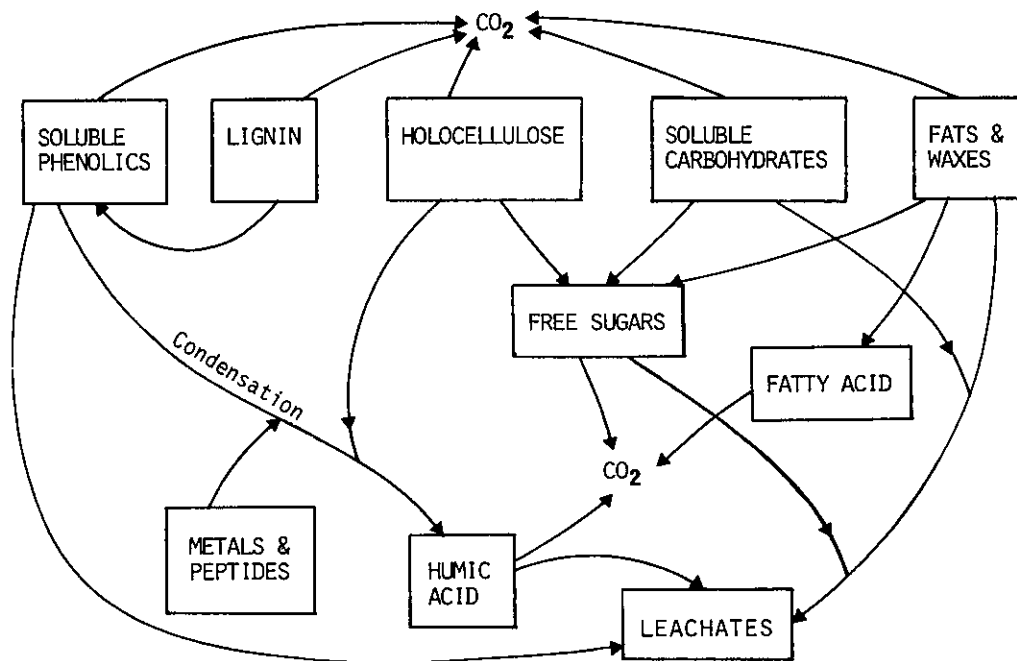 CO2
SOLUBLE
PHENOLICS
LIGNIN
HOLOCELLULOSE
SOLUBLE
CARBOHYDRATES
FATS &
WAXES
FREE SUGARS
FATTY ACID
Condensation
CO2
METALS &
PEPTIDES
HUMIC
ACID
LEACHATES